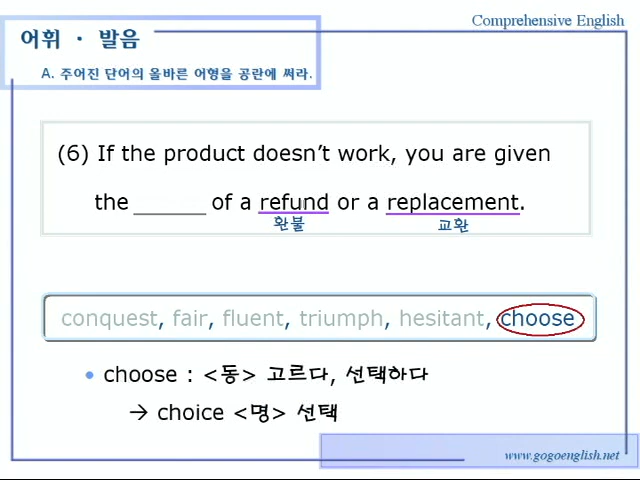 Comprehensive English
어휘 · 발음
A. 주어진 단어의 올바른 어형을 공란에 써라.
(6) If the product doesn't work, you are given
the ______ of a refund or a replacement.
환불 교환
conquest, fair, fluent, triumph, hesitant, choose
• choose : <동> 고르다, 선택하다
→ choice <명> 선택
www.gogoenglish.net